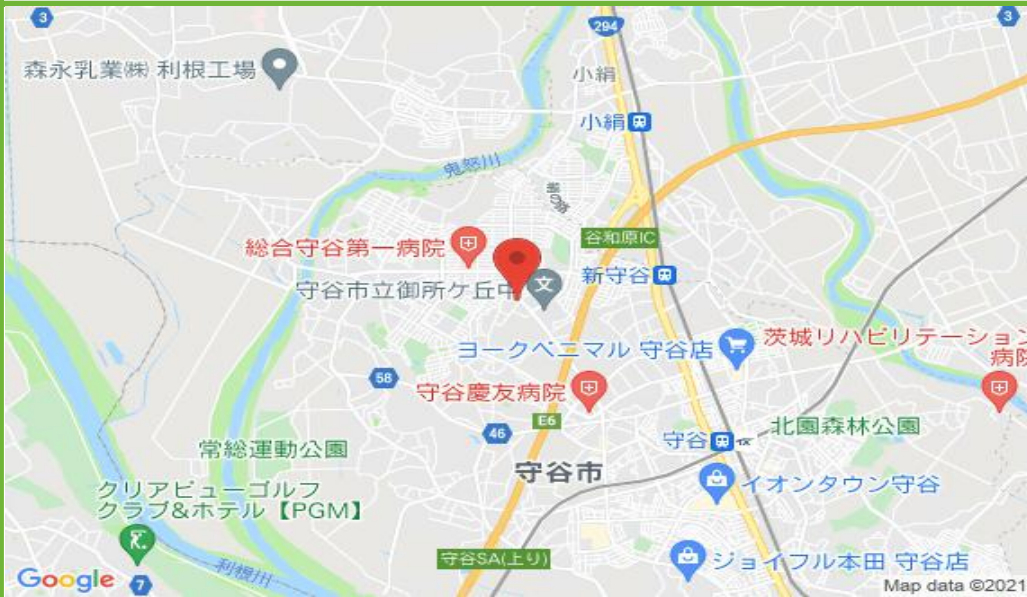 3
294
3
森永乳業㈱ 利根工場
小絹
小絹
鬼怒川
谷和原IC
総合守谷第一病院
新守谷
守谷市立御所ケ丘中
文
ヨークベニマル 守谷店
茨城リハビリテーション
病院
58
守谷慶友病院
E6
46
守谷
北園森林公園
常総運動公園
守谷市
クリアビューゴルフ
クラブ&ホテル【PGM】
イオンタウン守谷
守谷SA(上り)
ジョイフル本田 守谷店
利根川
Google
7
Map data ©2021